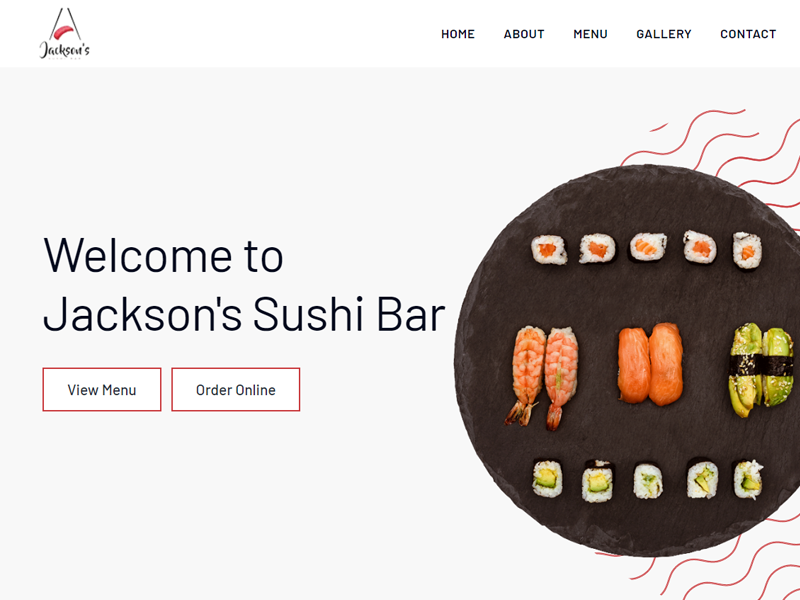 Jackson's
HOME ABOUT MENU GALLERY CONTACT
Welcome to
Jackson's Sushi Bar
View Menu Order Online